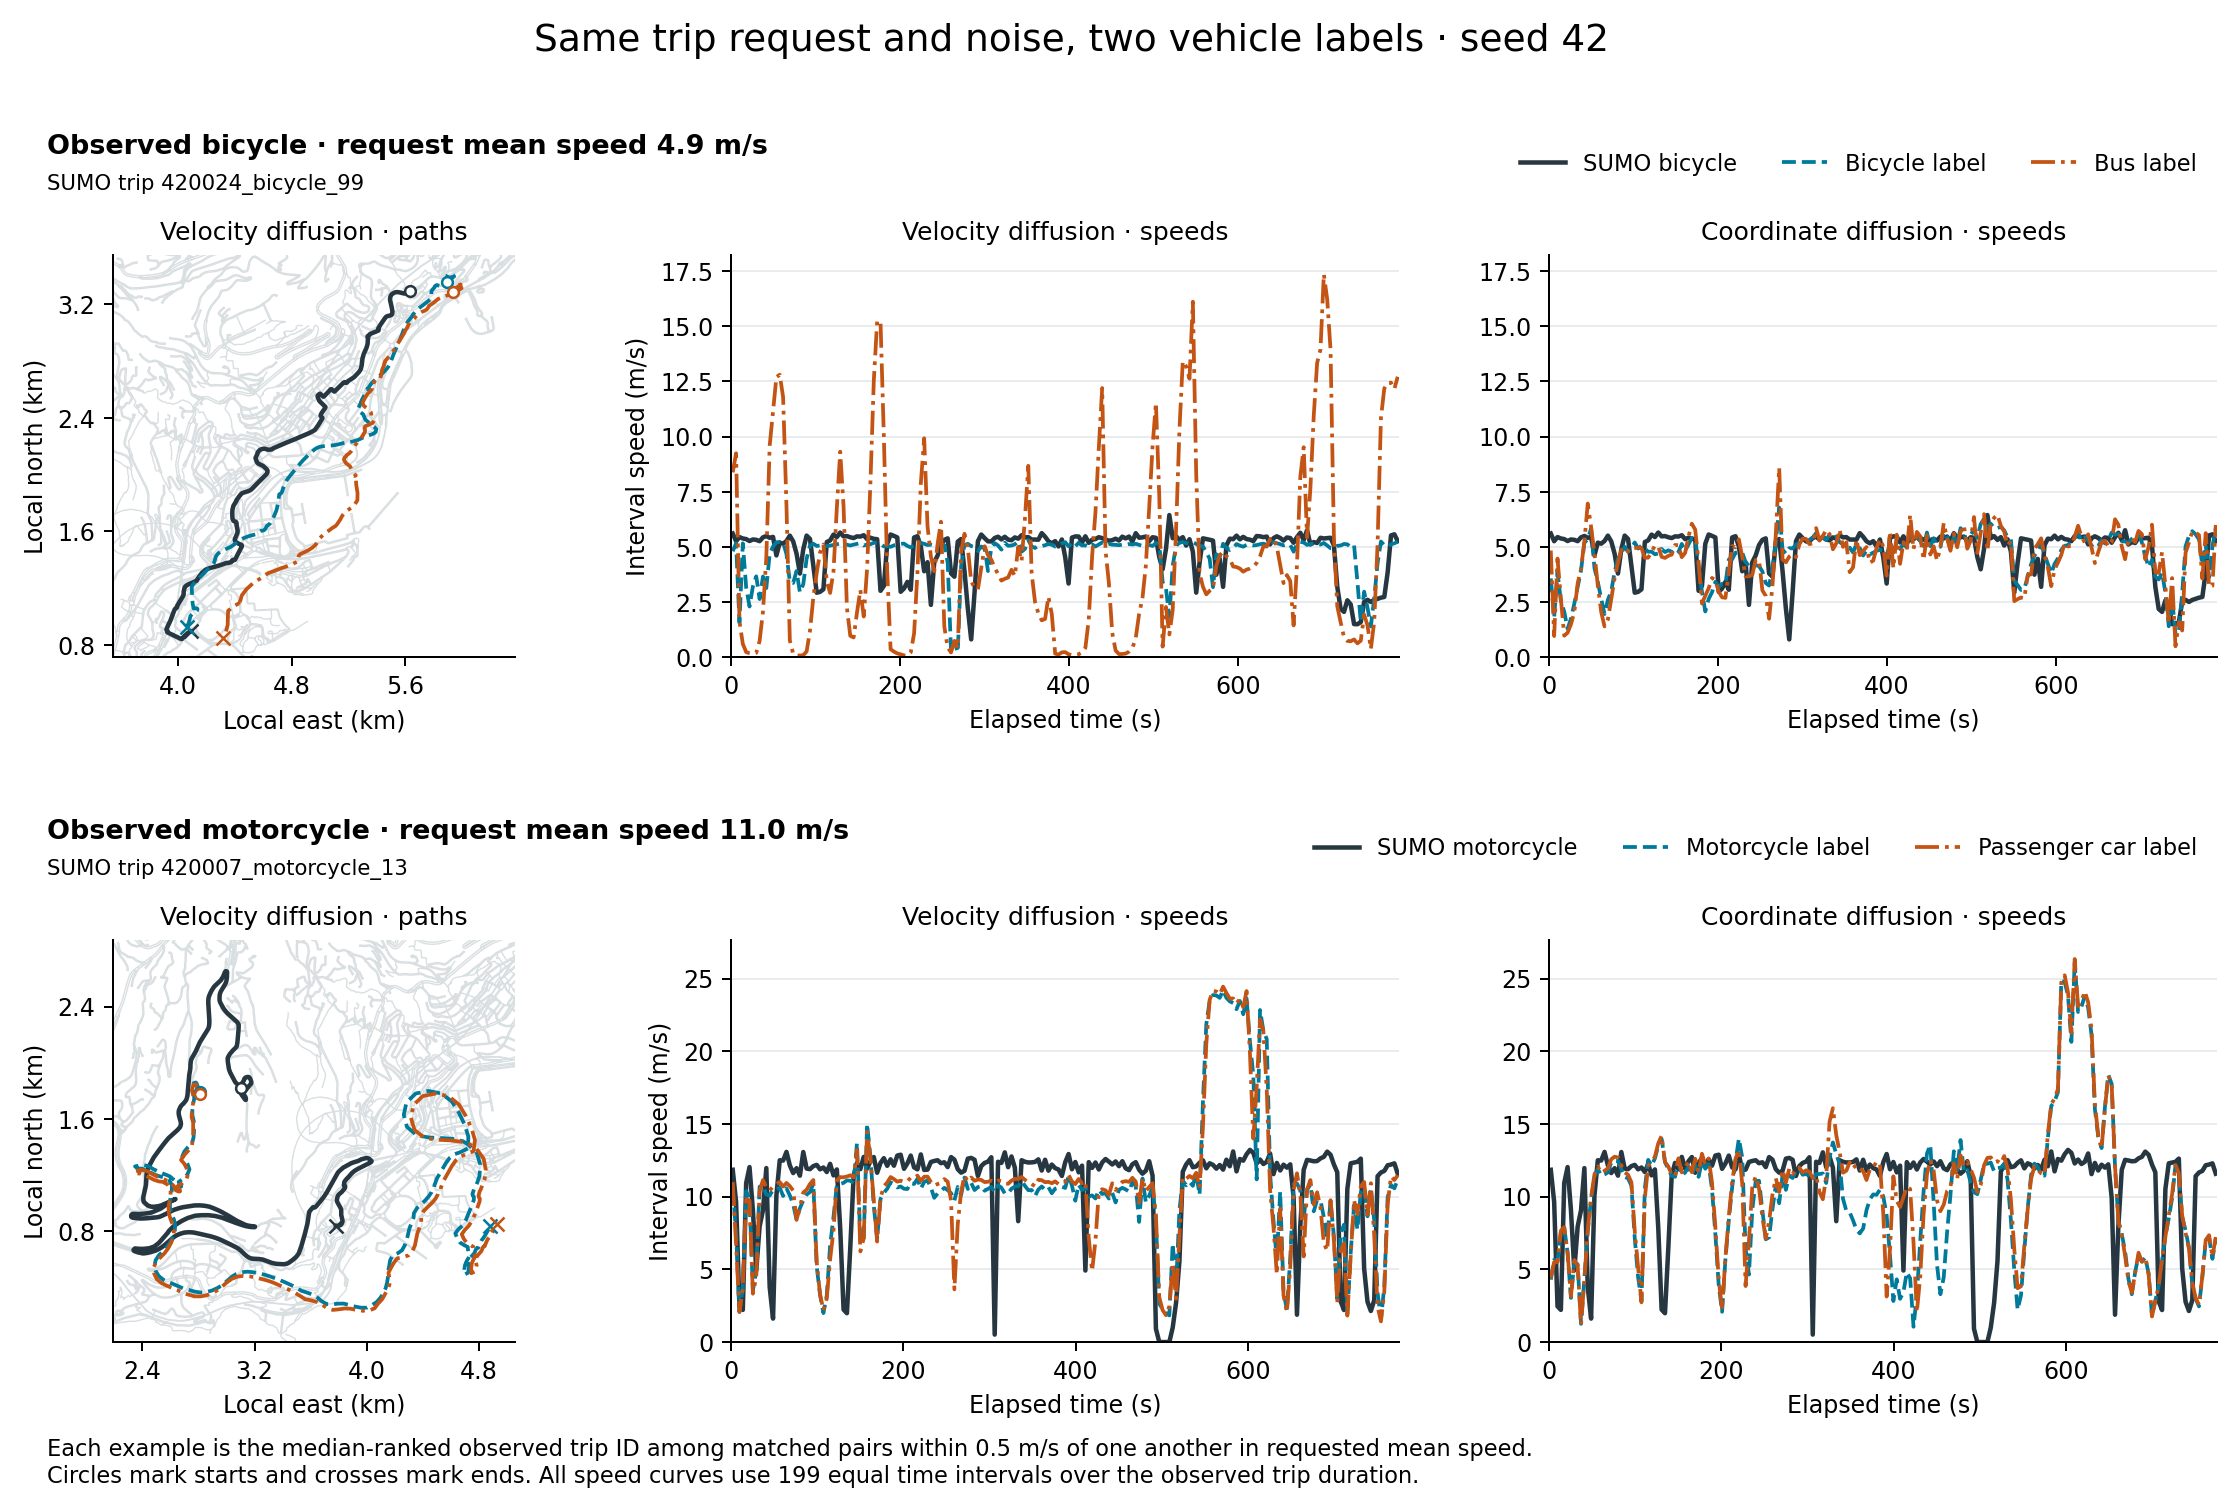 Same trip request and noise, two vehicle labels · seed 42
Observed bicycle · request mean speed 4.9 m/s
SUMO trip 420024_bicycle_99
SUMO bicycle
Bicycle label
Bus label
Velocity diffusion · paths
Local north (km)
3.2
2.4
1.6
0.8
4.0
4.8
5.6
Local east (km)
Velocity diffusion · speeds
Interval speed (m/s)
17.5
15.0
12.5
10.0
7.5
5.0
2.5
0.0
0
200
400
600
Elapsed time (s)
Coordinate diffusion · speeds
17.5
15.0
12.5
10.0
7.5
5.0
2.5
0.0
0
200
400
600
Elapsed time (s)
Observed motorcycle · request mean speed 11.0 m/s
SUMO trip 420007_motorcycle_13
SUMO motorcycle
Motorcycle label
Passenger car label
Velocity diffusion · paths
Local north (km)
2.4
1.6
0.8
2.4
3.2
4.0
4.8
Local east (km)
Velocity diffusion · speeds
Interval speed (m/s)
25
20
15
10
5
0
0
200
400
600
Elapsed time (s)
Coordinate diffusion · speeds
25
20
15
10
5
0
0
200
400
600
Elapsed time (s)
Each example is the median-ranked observed trip ID among matched pairs within 0.5 m/s of one another in requested mean speed.
Circles mark starts and crosses mark ends. All speed curves use 199 equal time intervals over the observed trip duration.